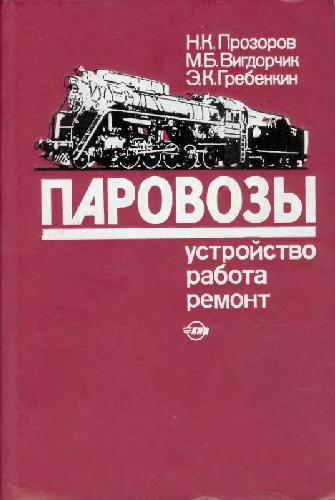 Н.К.Прозоров
М.Б.Вигдорчик
Э.К.Гребенкин
ПАРОВОЗЫ
устройство
работа
ремонт